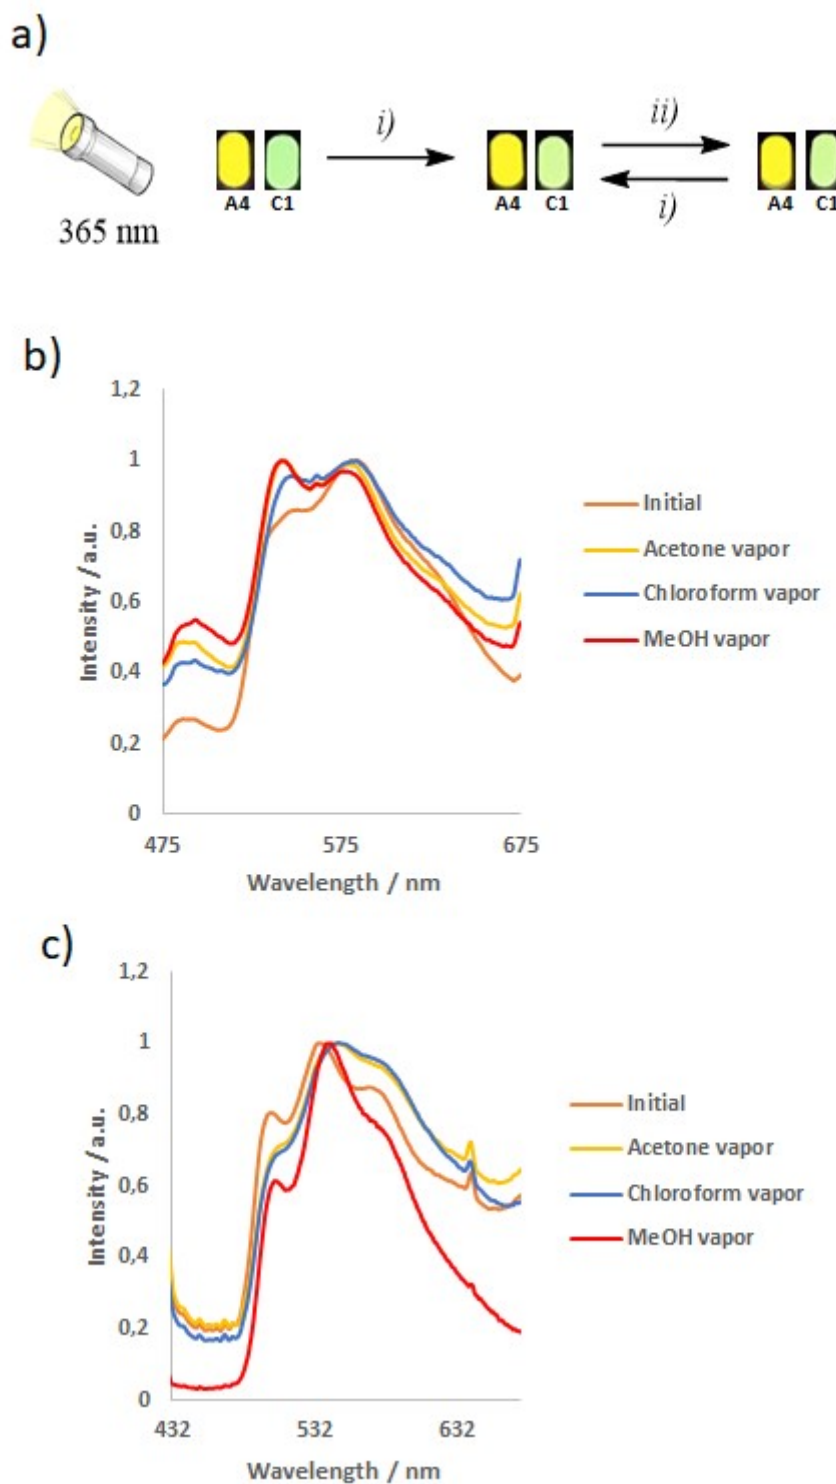 a)
i)
ii)
A4 C1
A4 C1
i)
A4 C1
365 nm
b)
1,2
1
0,8
0,6
0,4
0,2
0
Intensity / a.u.
475 575 675
Wavelength / nm
Initial
Acetone vapor
Chloroform vapor
MeOH vapor
c)
1,2
1
0,8
0,6
0,4
0,2
0
Intensity / a.u.
432 532 632
Wavelength / nm
Initial
Acetone vapor
Chloroform vapor
MeOH vapor